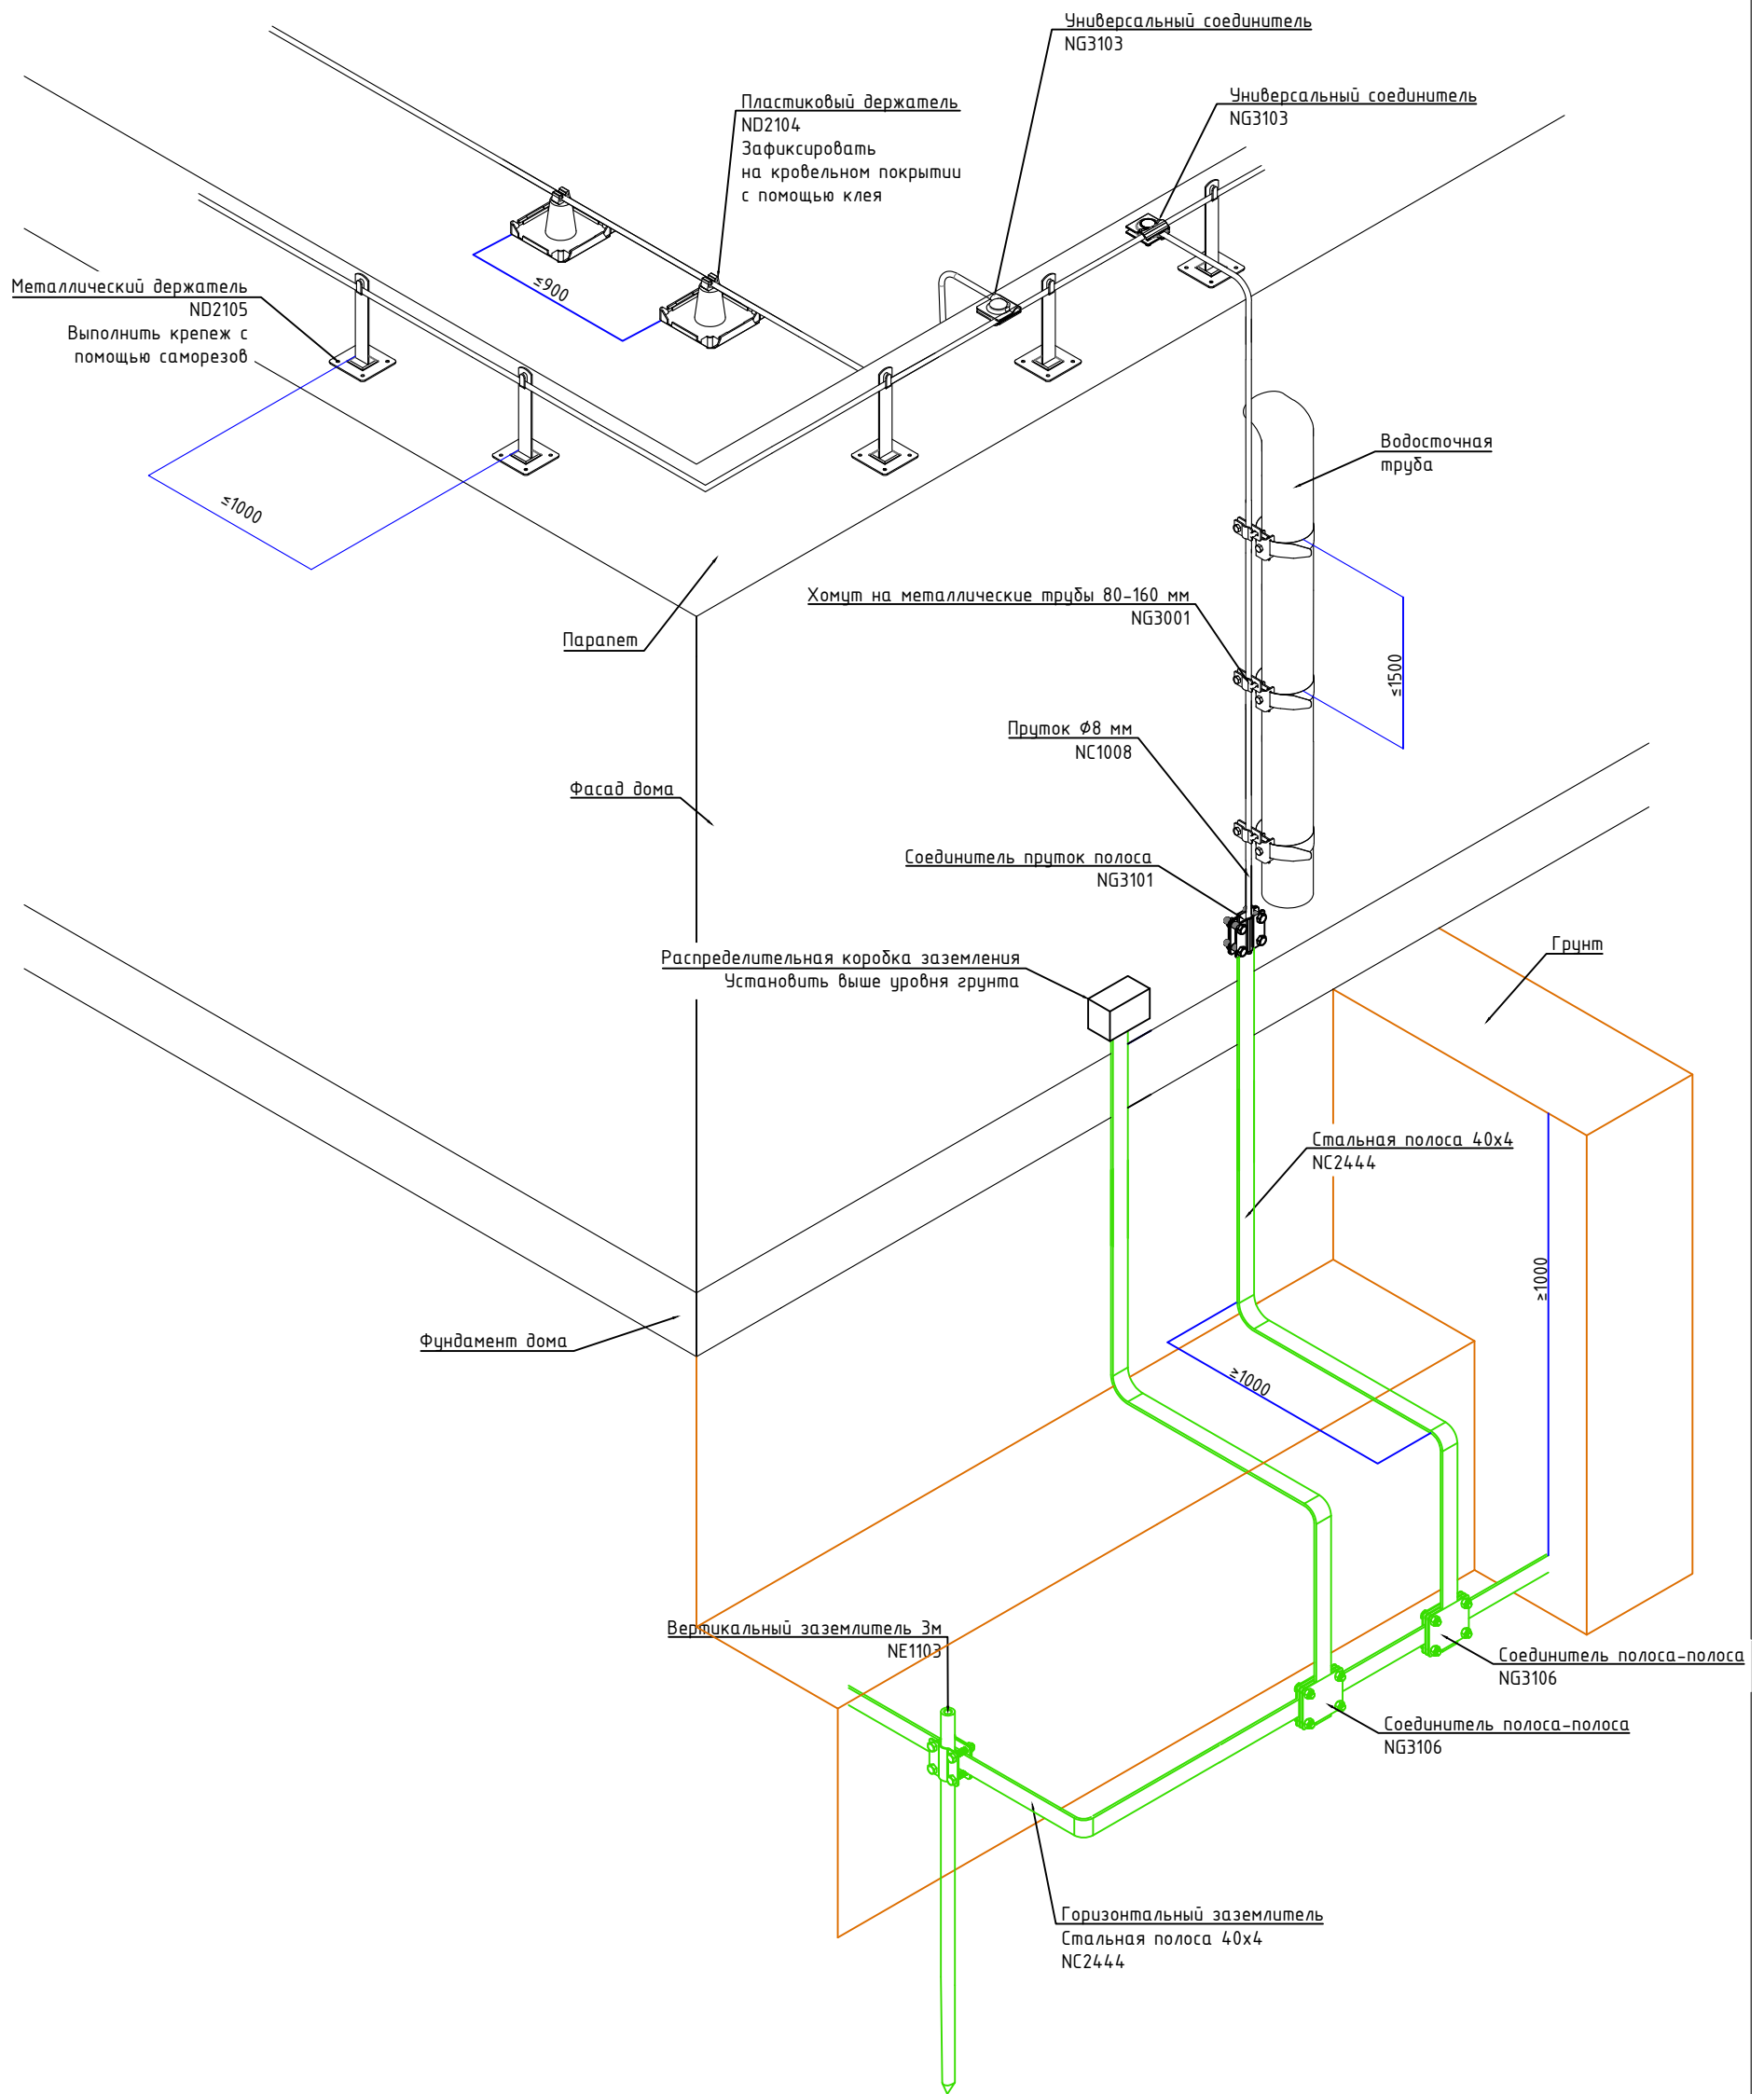 Универсальный соединитель
NG3103
Универсальный соединитель
NG3103
Пластиковый держатель
ND2104
Зафиксировать
на кровельном покрытии
с помощью клея
Металлический держатель
ND2105
Выполнить крепеж с
помощью саморезов
≤900
≤1000
Водосточная
труба
Хомут на металлические трубы 80-160 мм
NG3001
Парапет
≤1500
Пруток Ф8 мм
NC1008
Фасад дома
Соединитель пруток полоса
NG3101
Распределительная коробка заземления
Установить выше уровня грунта
Грунт
Стальная полоса 40х4
NC2444
≥1000
Фундамент дома
≥1000
Вертикальный заземлитель 3м
NE1103
Соединитель полоса-полоса
NG3106
Соединитель полоса-полоса
NG3106
Горизонтальный заземлитель
Стальная полоса 40х4
NC2444